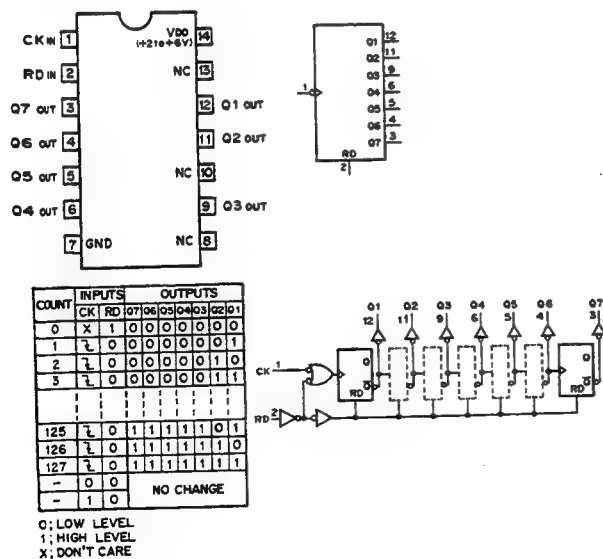 CK IN 1
RD IN 2
Q7 OUT 3
Q6 OUT 4
Q5 OUT 5
Q4 OUT 6
7 GND
VDD 14
(+2to+6V)
NC 13
12 Q1 OUT
11 Q2 OUT
NC 10
9 Q3 OUT
NC 8
1
Q1 12
Q2 11
Q3 9
Q4 6
Q5 5
Q6 4
Q7 3
RD
2
COUNT INPUTS OUTPUTS
CK RD Q7 Q6 Q5 Q4 Q3 Q2 Q1
0 X 1 0 0 0 0 0 0 0
1 0 0 0 0 0 0 0 1
2 0 0 0 0 0 0 1 0
3 0 0 0 0 0 0 1 1
125 0 1 1 1 1 1 0 1
126 0 1 1 1 1 1 1 0
127 0 1 1 1 1 1 1 1
- 0 0 NO CHANGE
- 1 0
0; LOW LEVEL
1; HIGH LEVEL
X; DON'T CARE
Q1 Q2 Q3 Q4 Q5 Q6 Q7
12 11 9 6 5 4 3
CK 1
Q Q
Q Q
RD RD
RD 2